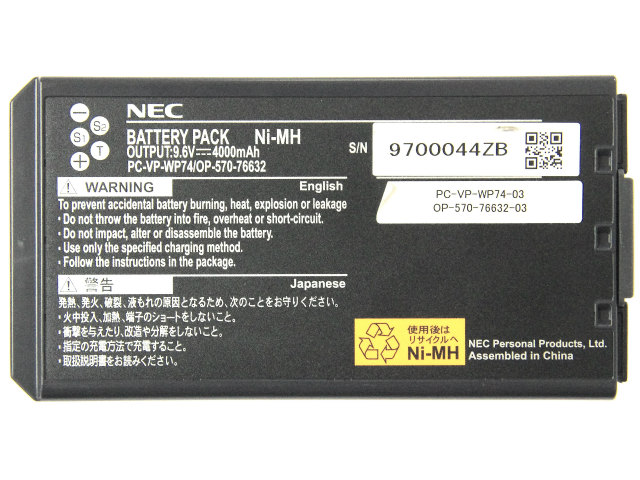 NEC
− S1 S2 T +
BATTERY PACK Ni-MH
OUTPUT:9.6V⎓4000mAh
PC-VP-WP74/OP-570-76632
S/N 9700044ZB
PC-VP-WP74-03
OP-570-76632-03
WARNING English
To prevent accidental battery burning, heat, explosion or leakage
・Do not throw the battery into fire, overheat or short-circuit.
・Do not impact, alter or disassemble the battery.
・Use only the specified charging method.
・Follow the instructions in the package.
警告 Japanese
発熱、発火、破裂、液もれの原因となるため、次のことをお守りください。
・火中投入、加熱、端子のショートをしないこと。
・衝撃を与えたり、改造や分解をしないこと。
・指定の充電方法で充電すること。
・取扱説明書をお読みください。
使用後は
リサイクルへ
Ni-MH
NEC Personal Products, Ltd.
Assembled in China